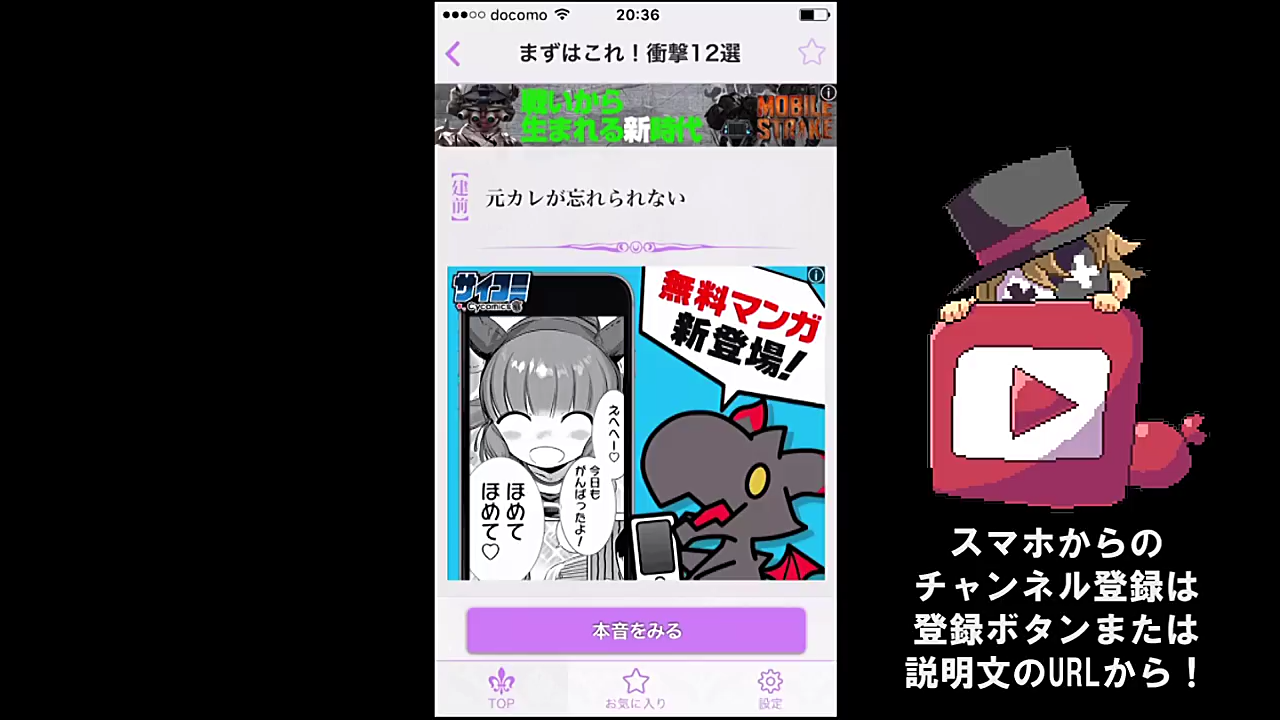 docomo
20:36
まずはこれ！衝撃12選
戦いから
生まれる新時代
MOBILE
STRIKE
【建前】
元カレが忘れられない
サイコミ
Cycomics
無料マンガ
新登場!
えへへー♡
今日も
がんばったよ！
ほめて
ほめて♡
本音をみる
TOP
お気に入り
設定
スマホからの
チャンネル登録は
登録ボタンまたは
説明文のURLから！